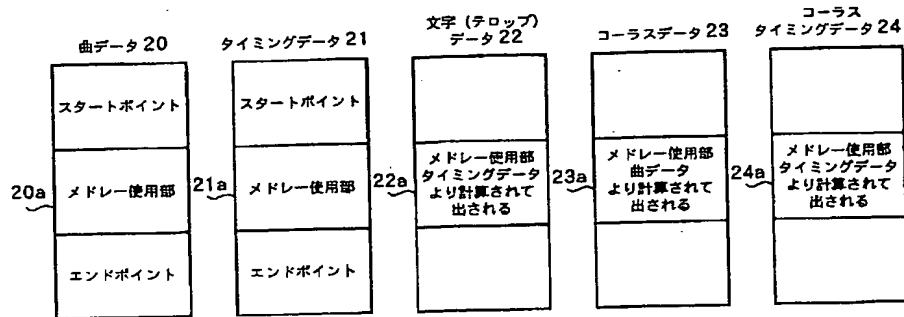 曲データ 20
スタートポイント
メドレー使用部
エンドポイント
20a
タイミングデータ 21
スタートポイント
メドレー使用部
エンドポイント
21a
文字（テロップ）
データ 22
メドレー使用部
タイミングデータ
より計算されて
出される
22a
コーラスデータ 23
メドレー使用部
曲データ
より計算されて
出される
23a
コーラス
タイミングデータ 24
メドレー使用部
タイミングデータ
より計算されて
出される
24a